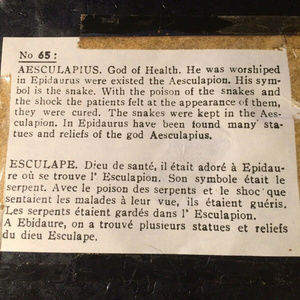 No 65 :
AESCULAPIUS. God of Health. He was worshiped
in Epidaurus were existed the Aesculapion. His sym-
bol is the snake. With the poison of the snakes and
the shock the patients felt at the appearance of them,
they were cured. The snakes were kept in the Aes-
culapion. In Epidaurus have been found many sta-
tues and reliefs of the god Aesculapius.
ESCULAPE. Dieu de santé, il était adoré à Epidau-
re où se trouve l' Esculapion. Son symbole était le
serpent. Avec le poison des serpents et le shoc que
sentaient les malades à leur vue, ils étaient guéris.
Les serpents étaient gardés dans l' Esculapion.
A Ebidaure, on a trouvé plusieurs statues et reliefs
du dieu Esculape.